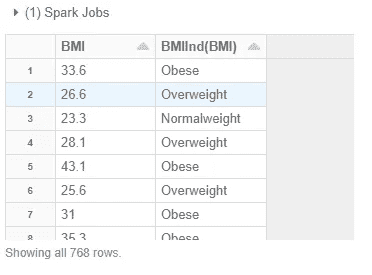 (1) Spark Jobs
BMI BMIInd(BMI)
1 33.6 Obese
2 26.6 Overweight
3 23.3 Normalweight
4 28.1 Overweight
5 43.1 Obese
6 25.6 Overweight
7 31 Obese
8 35.3 Obese
Showing all 768 rows.